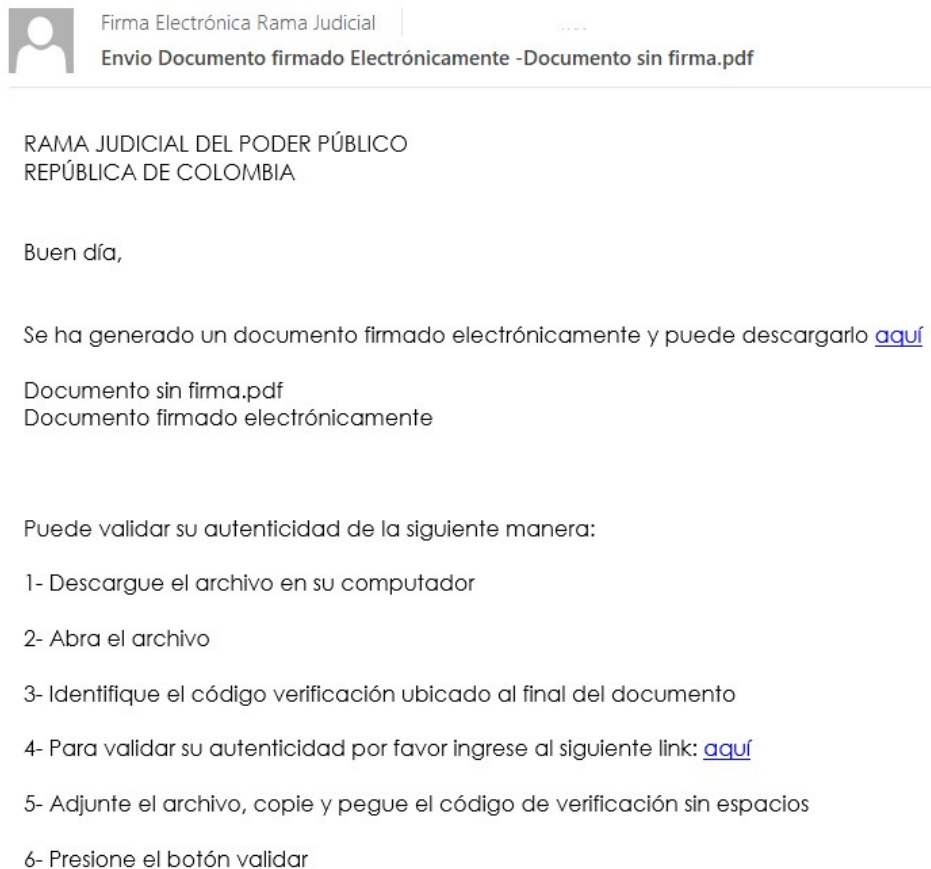 Firma Electrónica Rama Judicial
Envio Documento firmado Electrónicamente -Documento sin firma.pdf
RAMA JUDICIAL DEL PODER PÚBLICO
REPÚBLICA DE COLOMBIA
Buen día,
Se ha generado un documento firmado electrónicamente y puede descargarlo aquí
Documento sin firma.pdf
Documento firmado electrónicamente
Puede validar su autenticidad de la siguiente manera:
1- Descargue el archivo en su computador
2- Abra el archivo
3- Identifique el código verificación ubicado al final del documento
4- Para validar su autenticidad por favor ingrese al siguiente link: aquí
5- Adjunte el archivo, copie y pegue el código de verificación sin espacios
6- Presione el botón validar